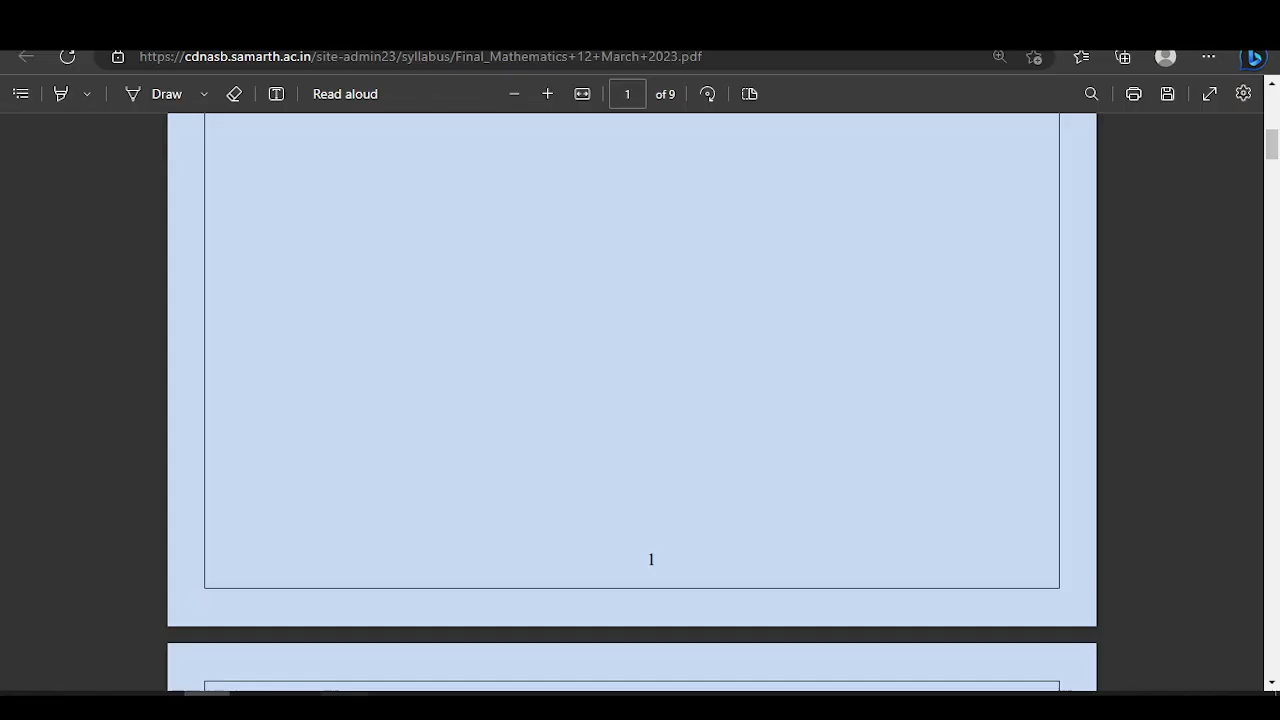 https://cdnasb.samarth.ac.in/site-admin23/syllabus/Final_Mathematics+12+March+2023.pdf
Draw Read aloud 1 of 9
1